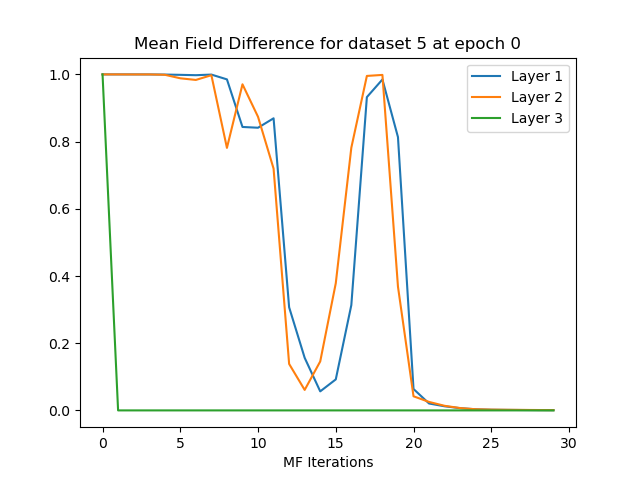 Mean Field Difference for dataset 5 at epoch 0
1.0
0.8
0.6
0.4
0.2
0.0
Layer 1
Layer 2
Layer 3
0 5 10 15 20 25 30
MF Iterations